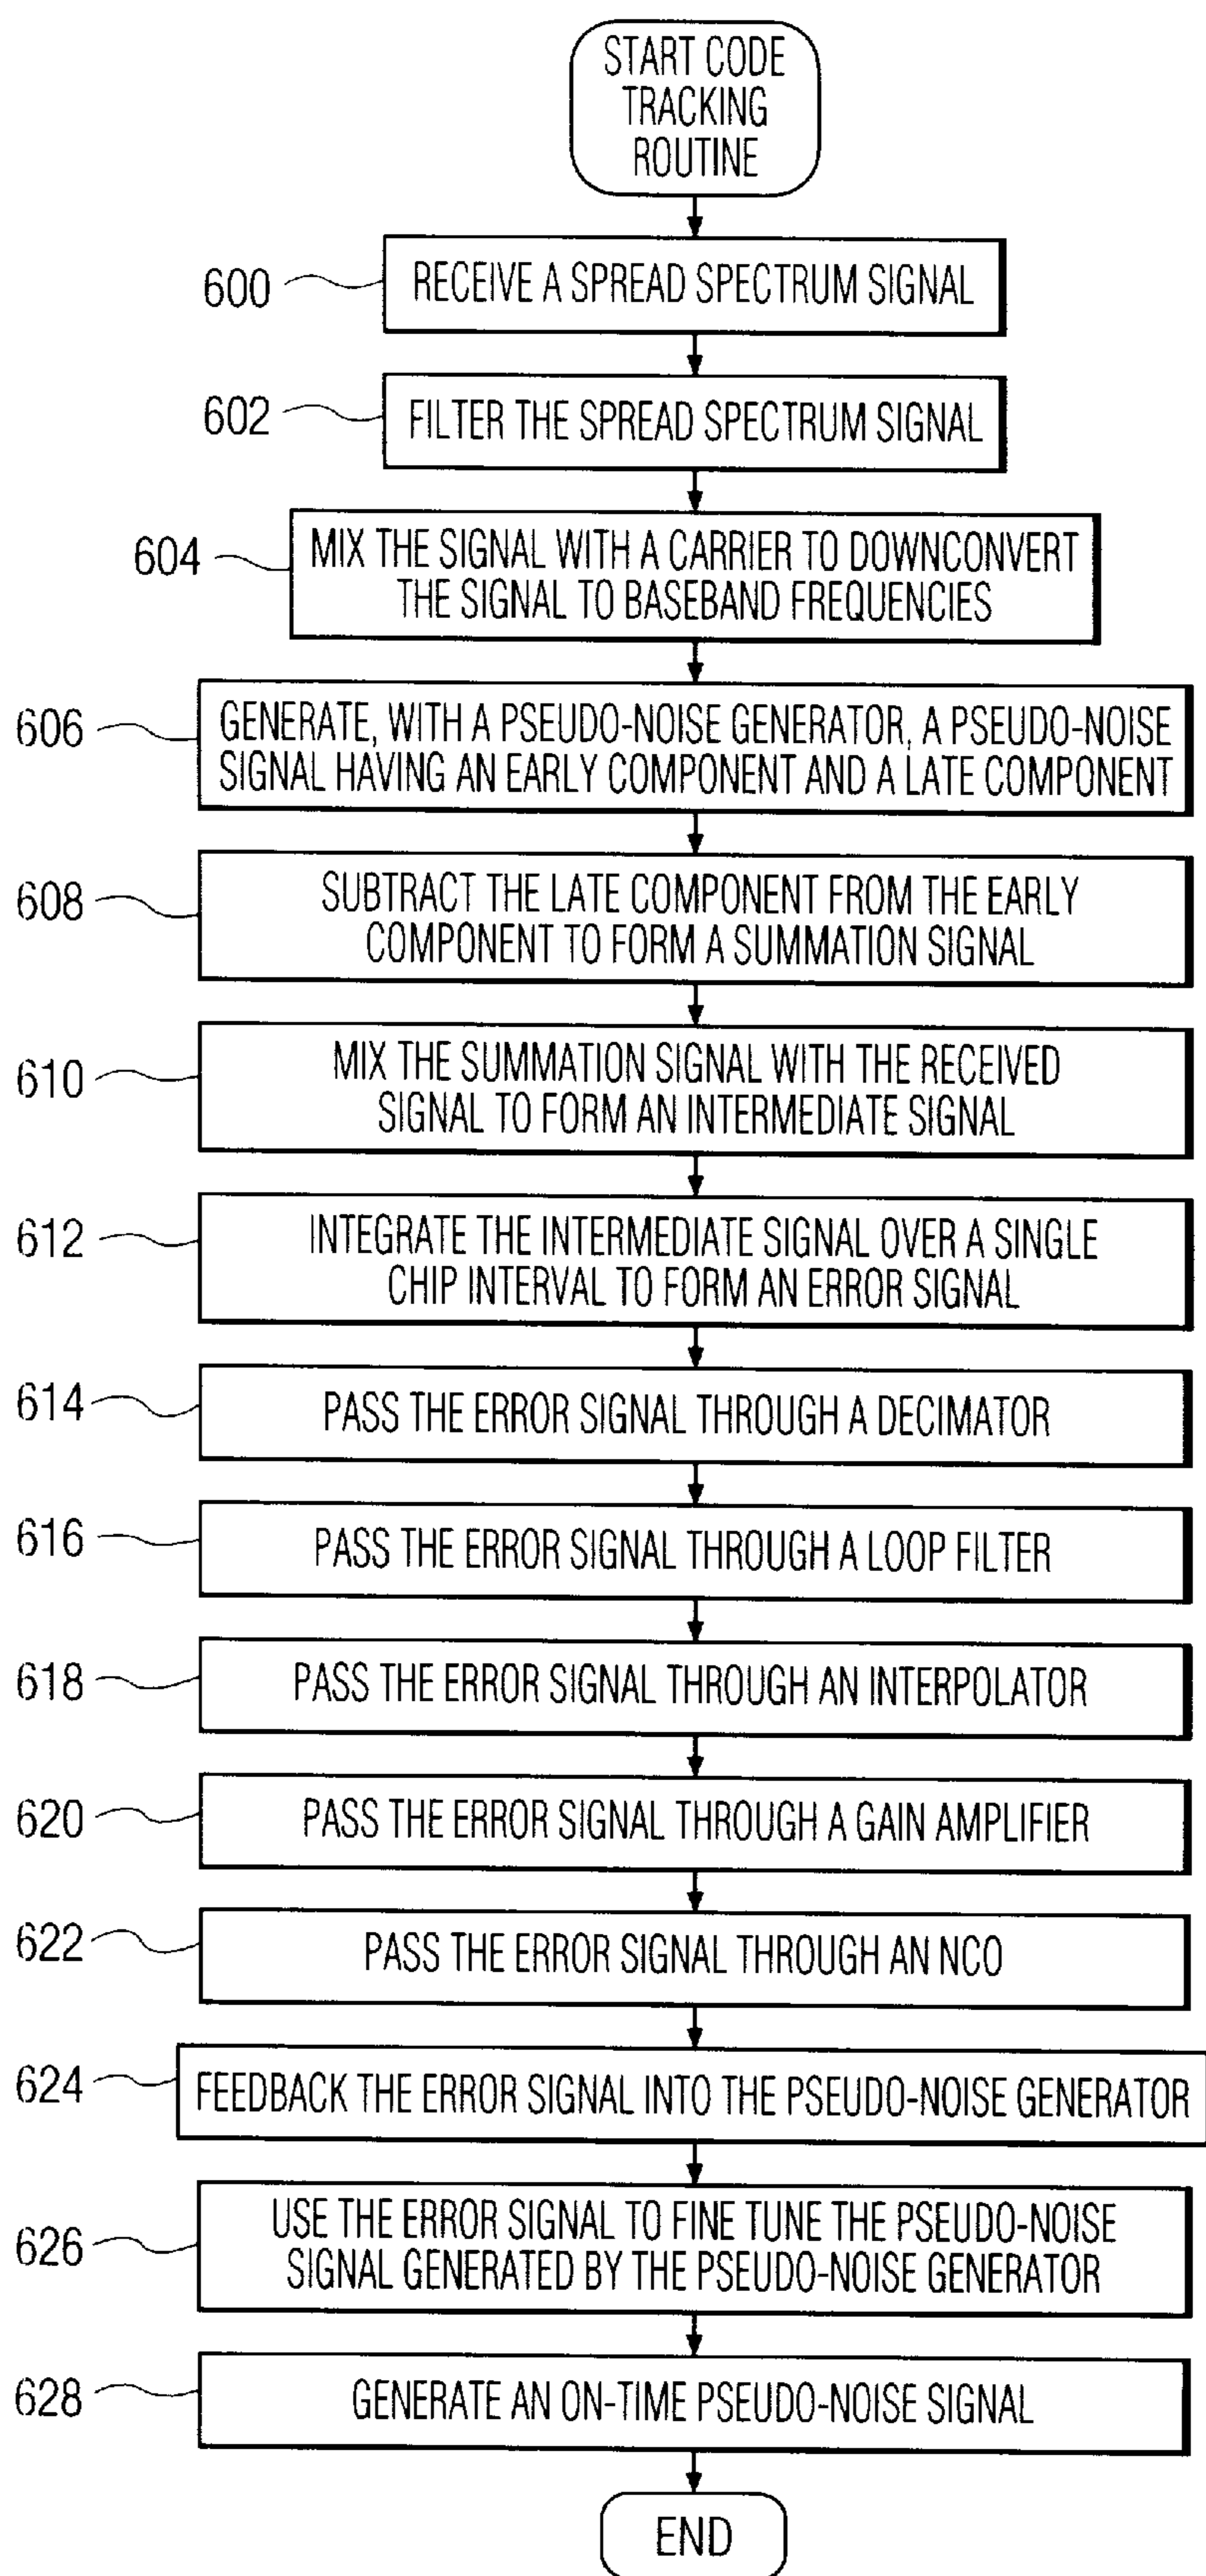 START CODE
TRACKING
ROUTINE
600
RECEIVE A SPREAD SPECTRUM SIGNAL
602
FILTER THE SPREAD SPECTRUM SIGNAL
604
MIX THE SIGNAL WITH A CARRIER TO DOWNCONVERT
THE SIGNAL TO BASEBAND FREQUENCIES
606
GENERATE, WITH A PSEUDO-NOISE GENERATOR, A PSEUDO-NOISE
SIGNAL HAVING AN EARLY COMPONENT AND A LATE COMPONENT
608
SUBTRACT THE LATE COMPONENT FROM THE EARLY
COMPONENT TO FORM A SUMMATION SIGNAL
610
MIX THE SUMMATION SIGNAL WITH THE RECEIVED
SIGNAL TO FORM AN INTERMEDIATE SIGNAL
612
INTEGRATE THE INTERMEDIATE SIGNAL OVER A SINGLE
CHIP INTERVAL TO FORM AN ERROR SIGNAL
614
PASS THE ERROR SIGNAL THROUGH A DECIMATOR
616
PASS THE ERROR SIGNAL THROUGH A LOOP FILTER
618
PASS THE ERROR SIGNAL THROUGH AN INTERPOLATOR
620
PASS THE ERROR SIGNAL THROUGH A GAIN AMPLIFIER
622
PASS THE ERROR SIGNAL THROUGH AN NCO
624
FEEDBACK THE ERROR SIGNAL INTO THE PSEUDO-NOISE GENERATOR
626
USE THE ERROR SIGNAL TO FINE TUNE THE PSEUDO-NOISE
SIGNAL GENERATED BY THE PSEUDO-NOISE GENERATOR
628
GENERATE AN ON-TIME PSEUDO-NOISE SIGNAL
END